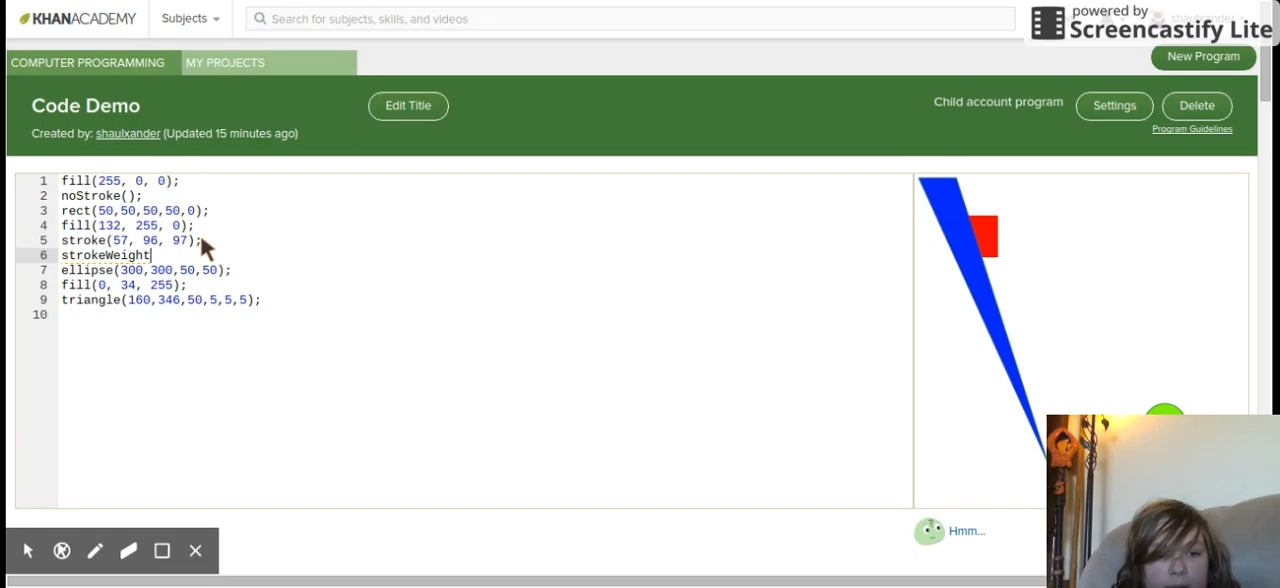 KHANACADEMY
Subjects
Search for subjects, skills, and videos
powered by
Screencastify Lite
COMPUTER PROGRAMMING
MY PROJECTS
New Program
Code Demo
Edit Title
Child account program
Settings
Delete
Created by: shaulxander (Updated 15 minutes ago)
Program Guidelines
1 fill(255, 0, 0);
2 noStroke();
3 rect(50,50,50,50,0);
4 fill(132, 255, 0);
5 stroke(57, 96, 97);
6 strokeWeight
7 ellipse(300,300,50,50);
8 fill(0, 34, 255);
9 triangle(160,346,50,5,5,5);
10
Hmm...